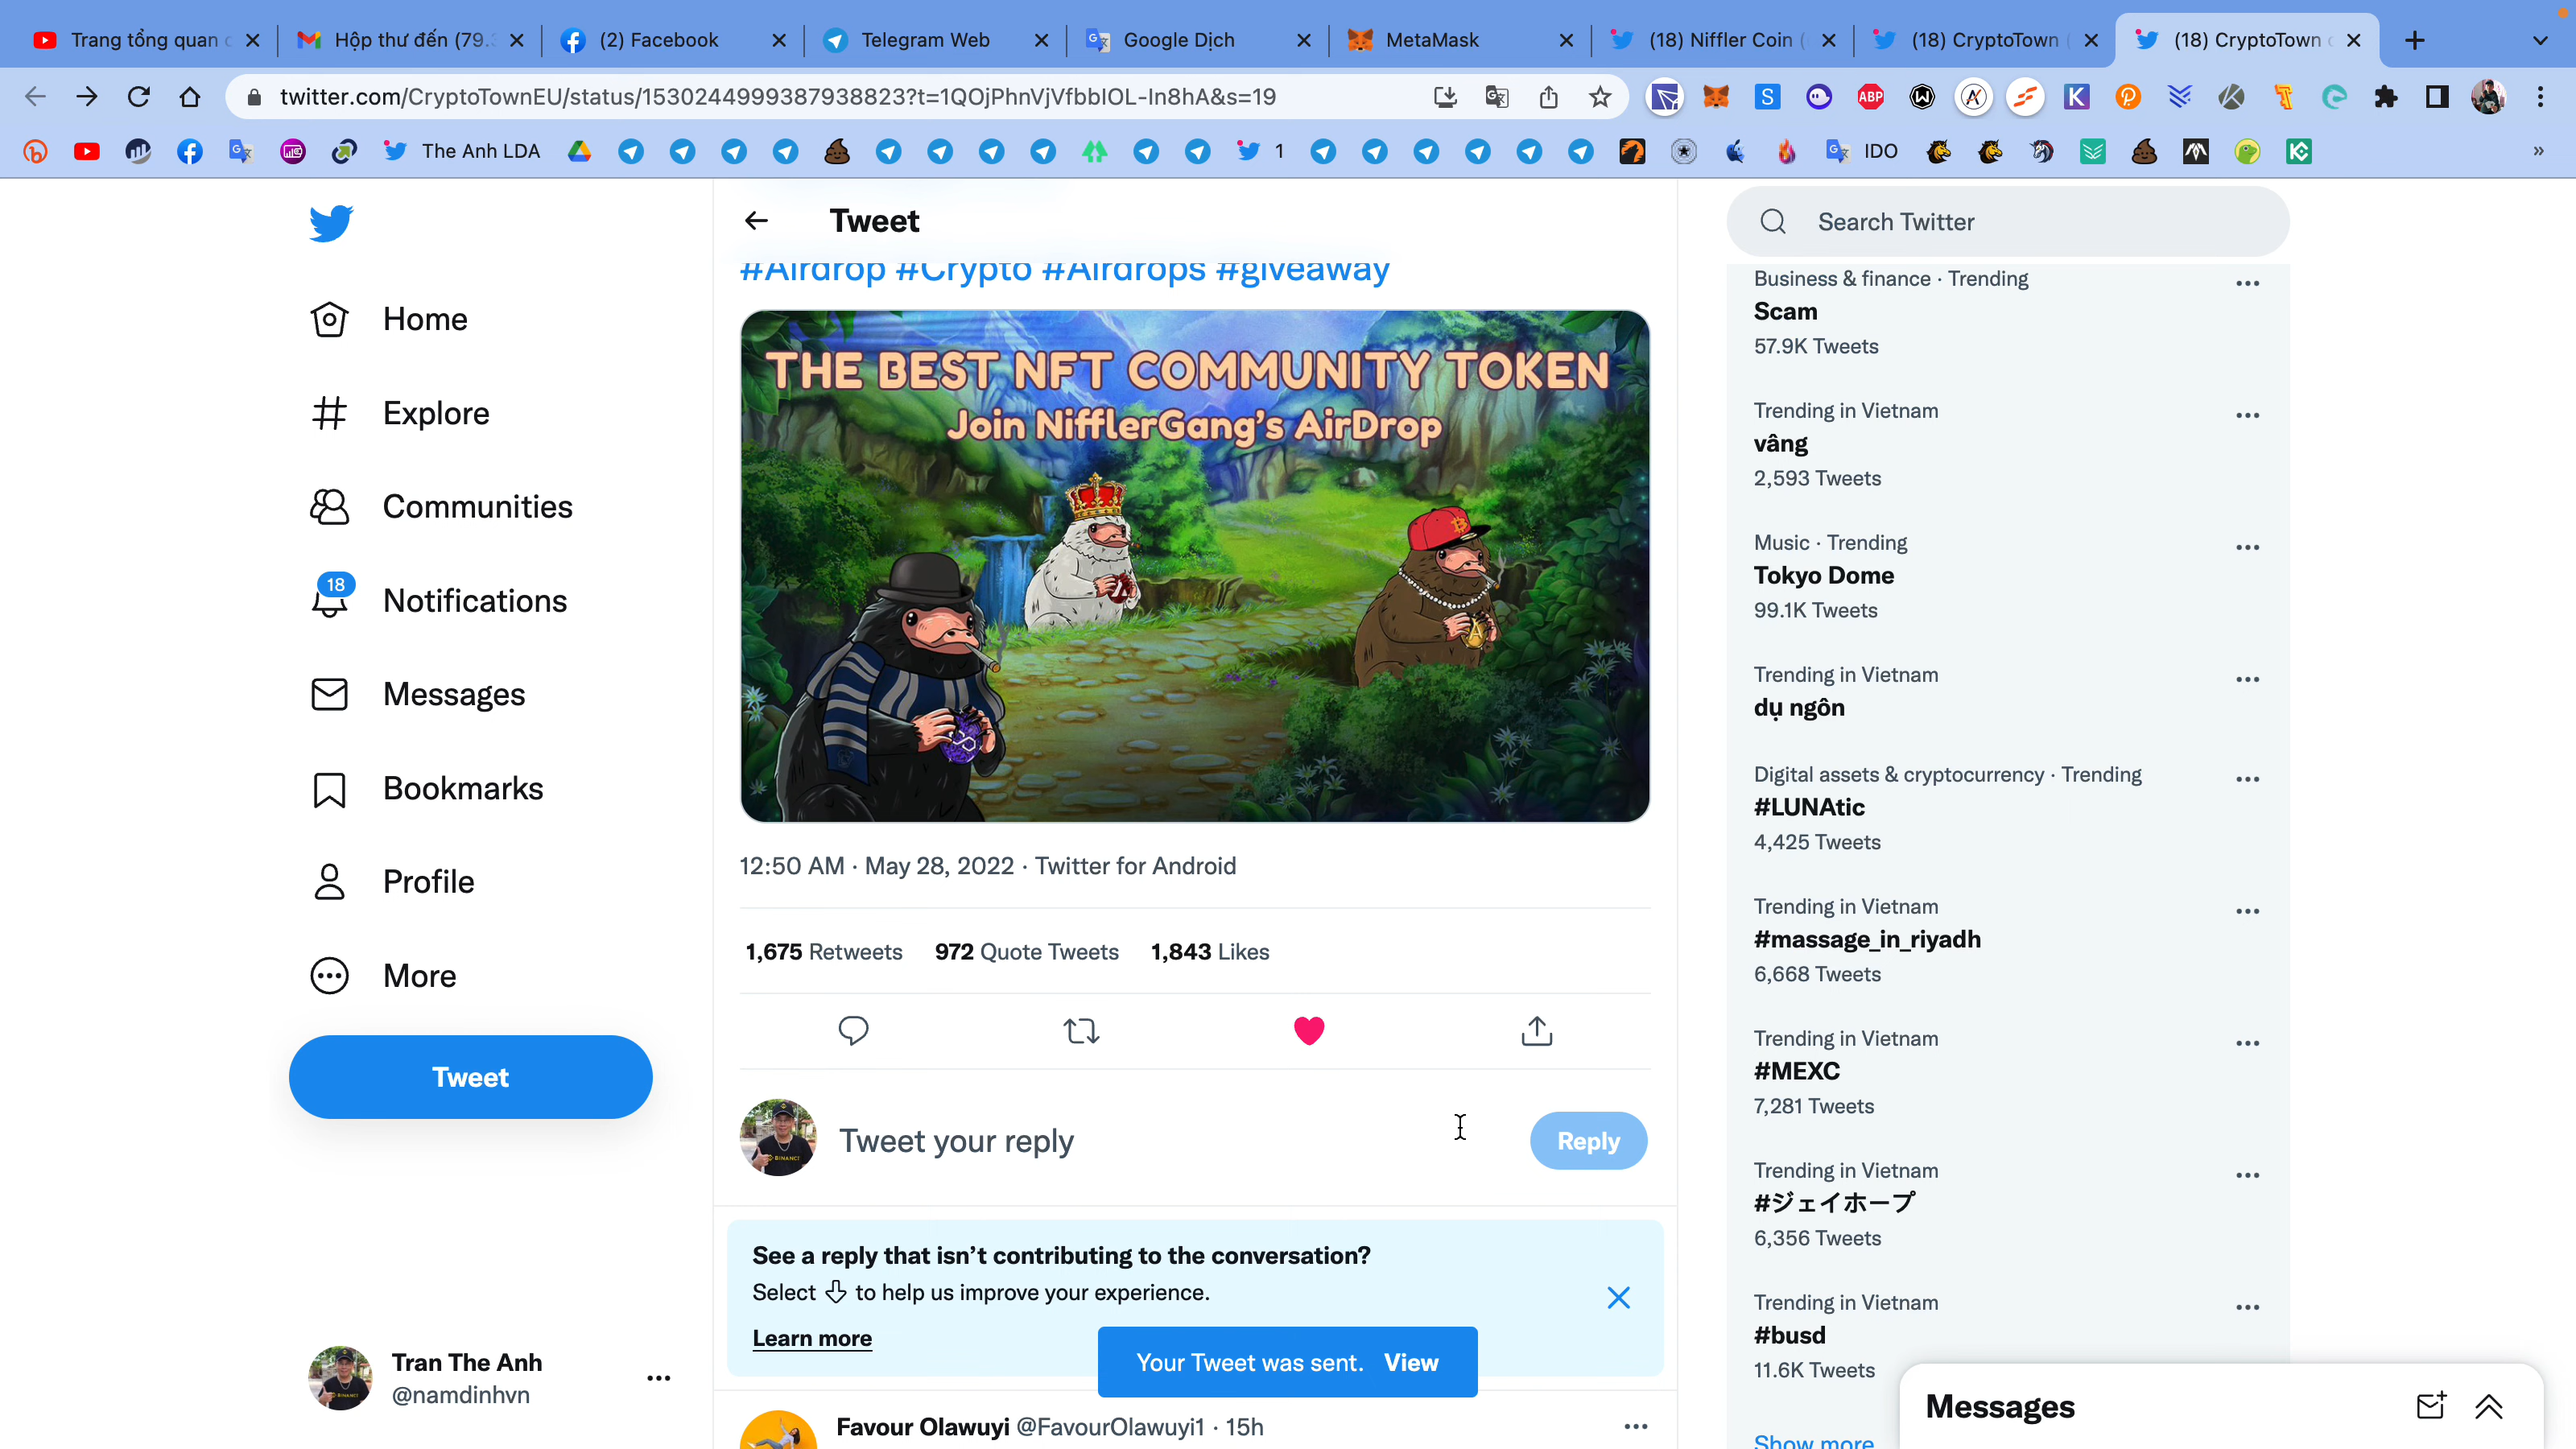 Trang tổng quan
Hộp thư đến (79.
(2) Facebook
Telegram Web
Google Dịch
MetaMask
(18) Niffler Coin (
(18) CryptoTown (
(18) CryptoTown
twitter.com/CryptoTownEU/status/1530244999387938823?t=1QOjPhnVjVfbbIOL-In8hA&s=19
ABP
The Anh LDA
1
IDO
Home
Explore
Communities
18
Notifications
Messages
Bookmarks
Profile
More
Tweet
Tran The Anh
@namdinhvn
Tweet
#Airdrop #Crypto #Airdrops #giveaway
THE BEST NFT COMMUNITY TOKEN
Join NifflerGang's AirDrop
12:50 AM · May 28, 2022 · Twitter for Android
1,675 Retweets 972 Quote Tweets 1,843 Likes
Tweet your reply
Reply
See a reply that isn't contributing to the conversation?
Select to help us improve your experience.
Learn more
Your Tweet was sent. View
Favour Olawuyi @FavourOlawuyi1 · 15h
Search Twitter
Business & finance · Trending
Scam
57.9K Tweets
Trending in Vietnam
vâng
2,593 Tweets
Music · Trending
Tokyo Dome
99.1K Tweets
Trending in Vietnam
dụ ngôn
Digital assets & cryptocurrency · Trending
#LUNAtic
4,425 Tweets
Trending in Vietnam
#massage_in_riyadh
6,668 Tweets
Trending in Vietnam
#MEXC
7,281 Tweets
Trending in Vietnam
#ジェイホープ
6,356 Tweets
Trending in Vietnam
#busd
11.6K Tweets
Show more
Messages